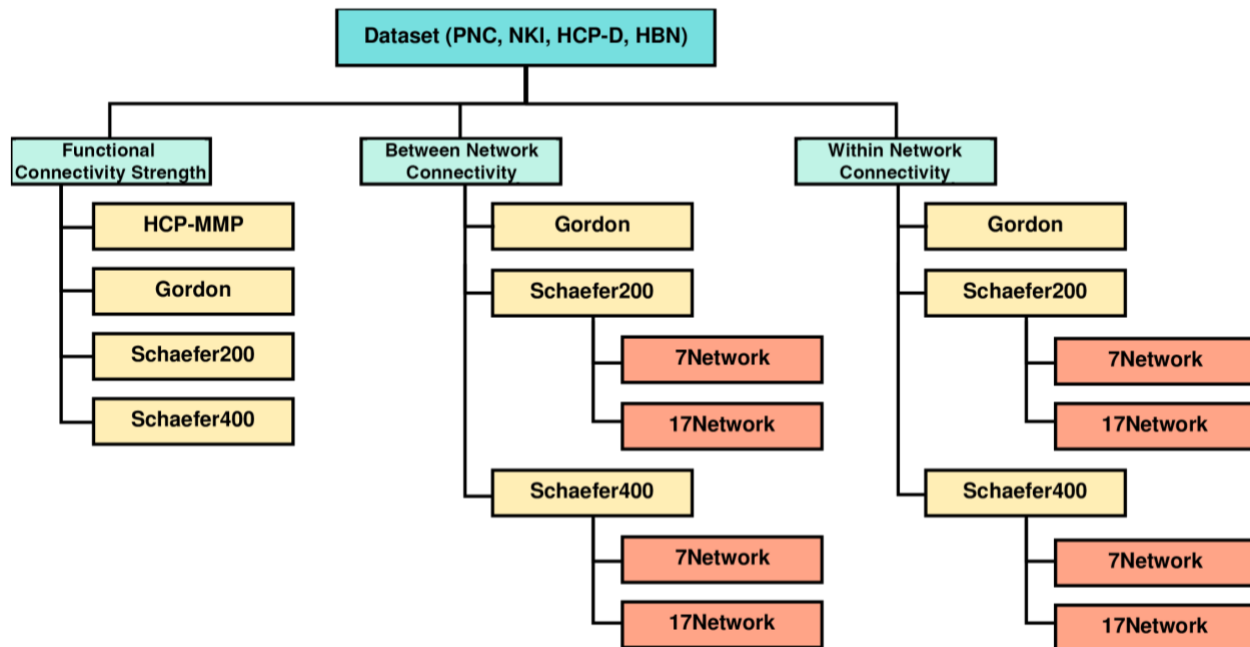 Dataset (PNC, NKI, HCP-D, HBN)
Functional
Connectivity Strength
HCP-MMP
Gordon
Schaefer200
Schaefer400
Between Network
Connectivity
Gordon
Schaefer200
7Network
17Network
Schaefer400
7Network
17Network
Within Network
Connectivity
Gordon
Schaefer200
7Network
17Network
Schaefer400
7Network
17Network